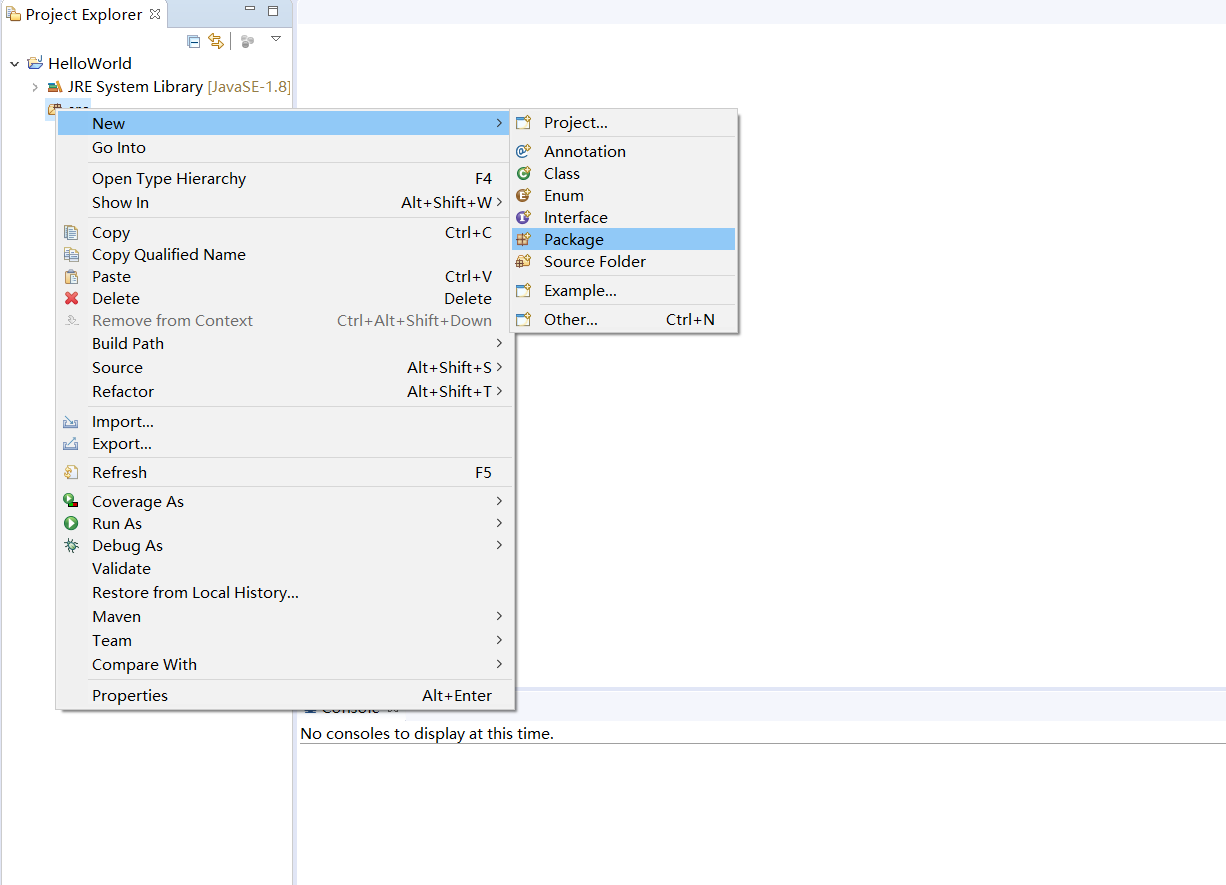 Project Explorer
HelloWorld
JRE System Library [JavaSE-1.8]
New
Go Into
Open Type Hierarchy F4
Show In Alt+Shift+W
Copy Ctrl+C
Copy Qualified Name
Paste Ctrl+V
Delete Delete
Remove from Context Ctrl+Alt+Shift+Down
Build Path
Source Alt+Shift+S
Refactor Alt+Shift+T
Import...
Export...
Refresh F5
Coverage As
Run As
Debug As
Validate
Restore from Local History...
Maven
Team
Compare With
Properties Alt+Enter
Project...
Annotation
Class
Enum
Interface
Package
Source Folder
Example...
Other... Ctrl+N
Console
No consoles to display at this time.